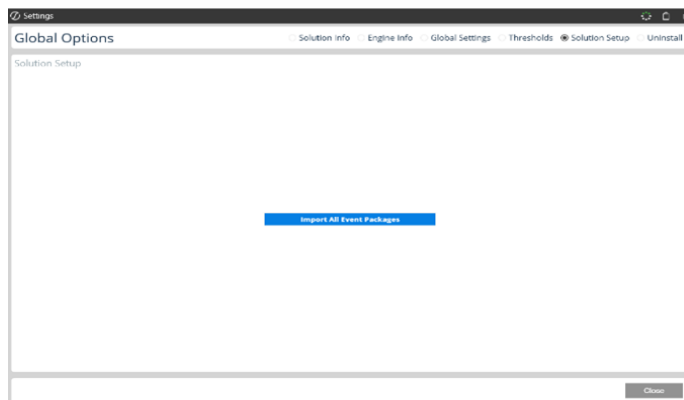 Settings
Global Options
Solution Info Engine Info Global Settings Thresholds Solution Setup Uninstall
Solution Setup
Import All Event Packages
Close